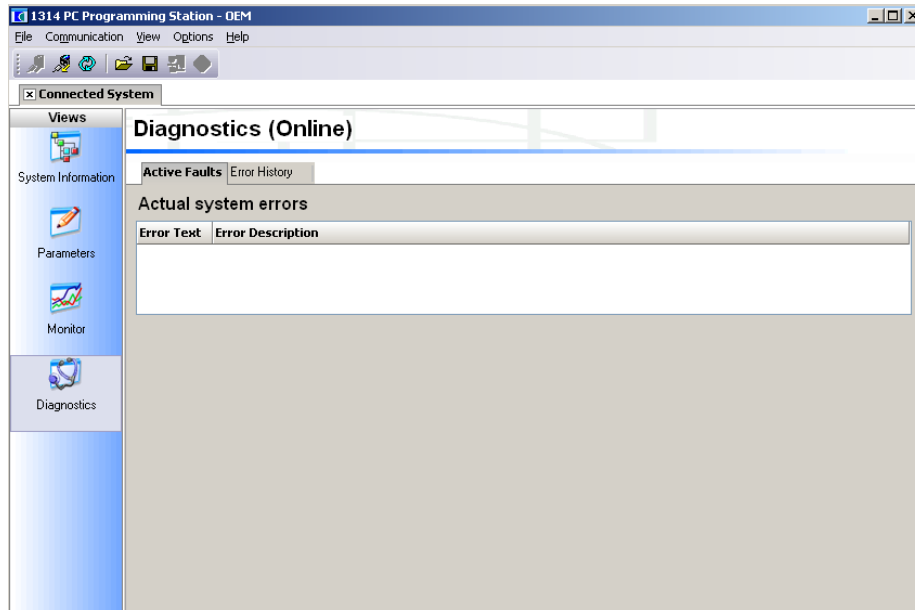 1314 PC Programming Station - OEM
File Communication View Options Help
Connected System
Views
System Information
Parameters
Monitor
Diagnostics
Diagnostics (Online)
Active Faults Error History
Actual system errors
Error Text Error Description